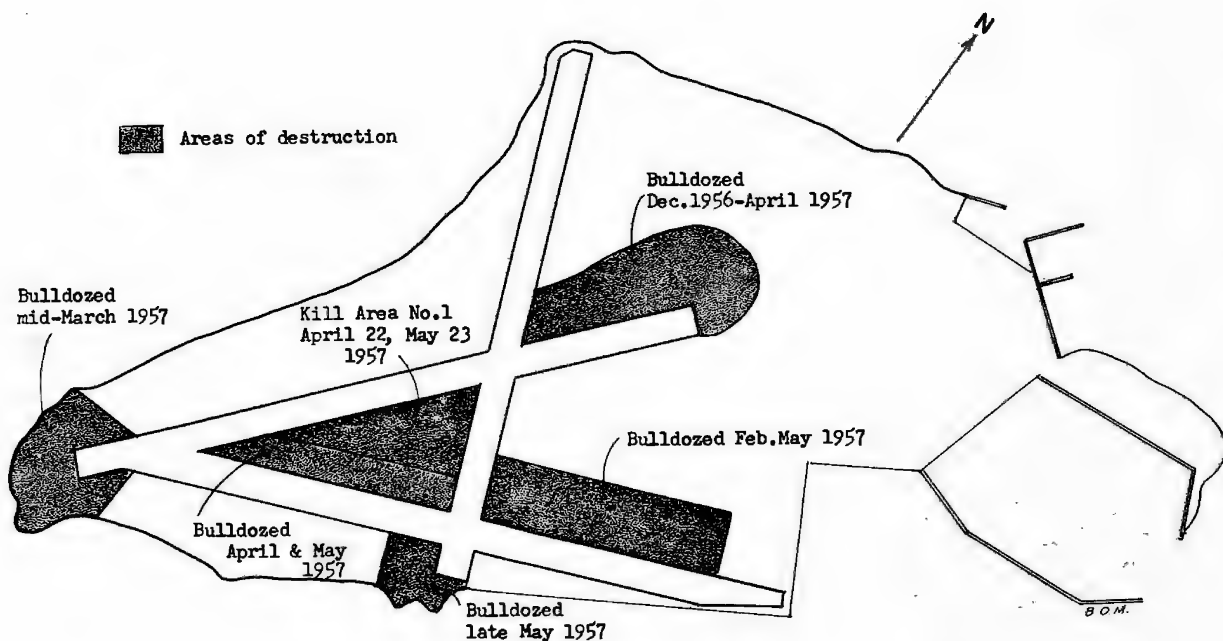 N
Areas of destruction
Bulldozed
Dec.1956-April 1957
Bulldozed
mid-March 1957
Kill Area No.1
April 22, May 23
1957
Bulldozed Feb.May 1957
Bulldozed
April & May
1957
Bulldozed
late May 1957
B O M.